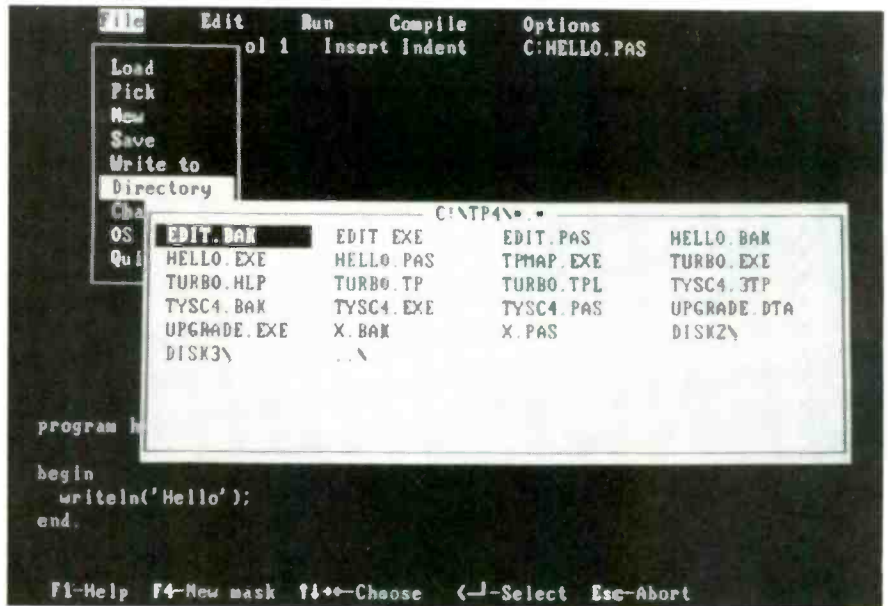 File Edit Run Compile Options
ol 1 Insert Indent C:HELLO.PAS
Load
Pick
New
Save
Write to
Directory
Cha
OS
Qui
C:\TP4\*.*
EDIT.BAK EDIT.EXE EDIT.PAS HELLO.BAK
HELLO.EXE HELLO.PAS TPMAP.EXE TURBO.EXE
TURBO.HLP TURBO.TP TURBO.TPL TYSC4.3TP
TYSC4.BAK TYSC4.EXE TYSC4.PAS UPGRADE.DTA
UPGRADE.EXE X.BAK X.PAS DISK2\
DISK3\ ..\
program h
begin
writeln('Hello');
end.
F1-Help F4-New mask ↑↓→←-Choose ←┘-Select Esc-Abort